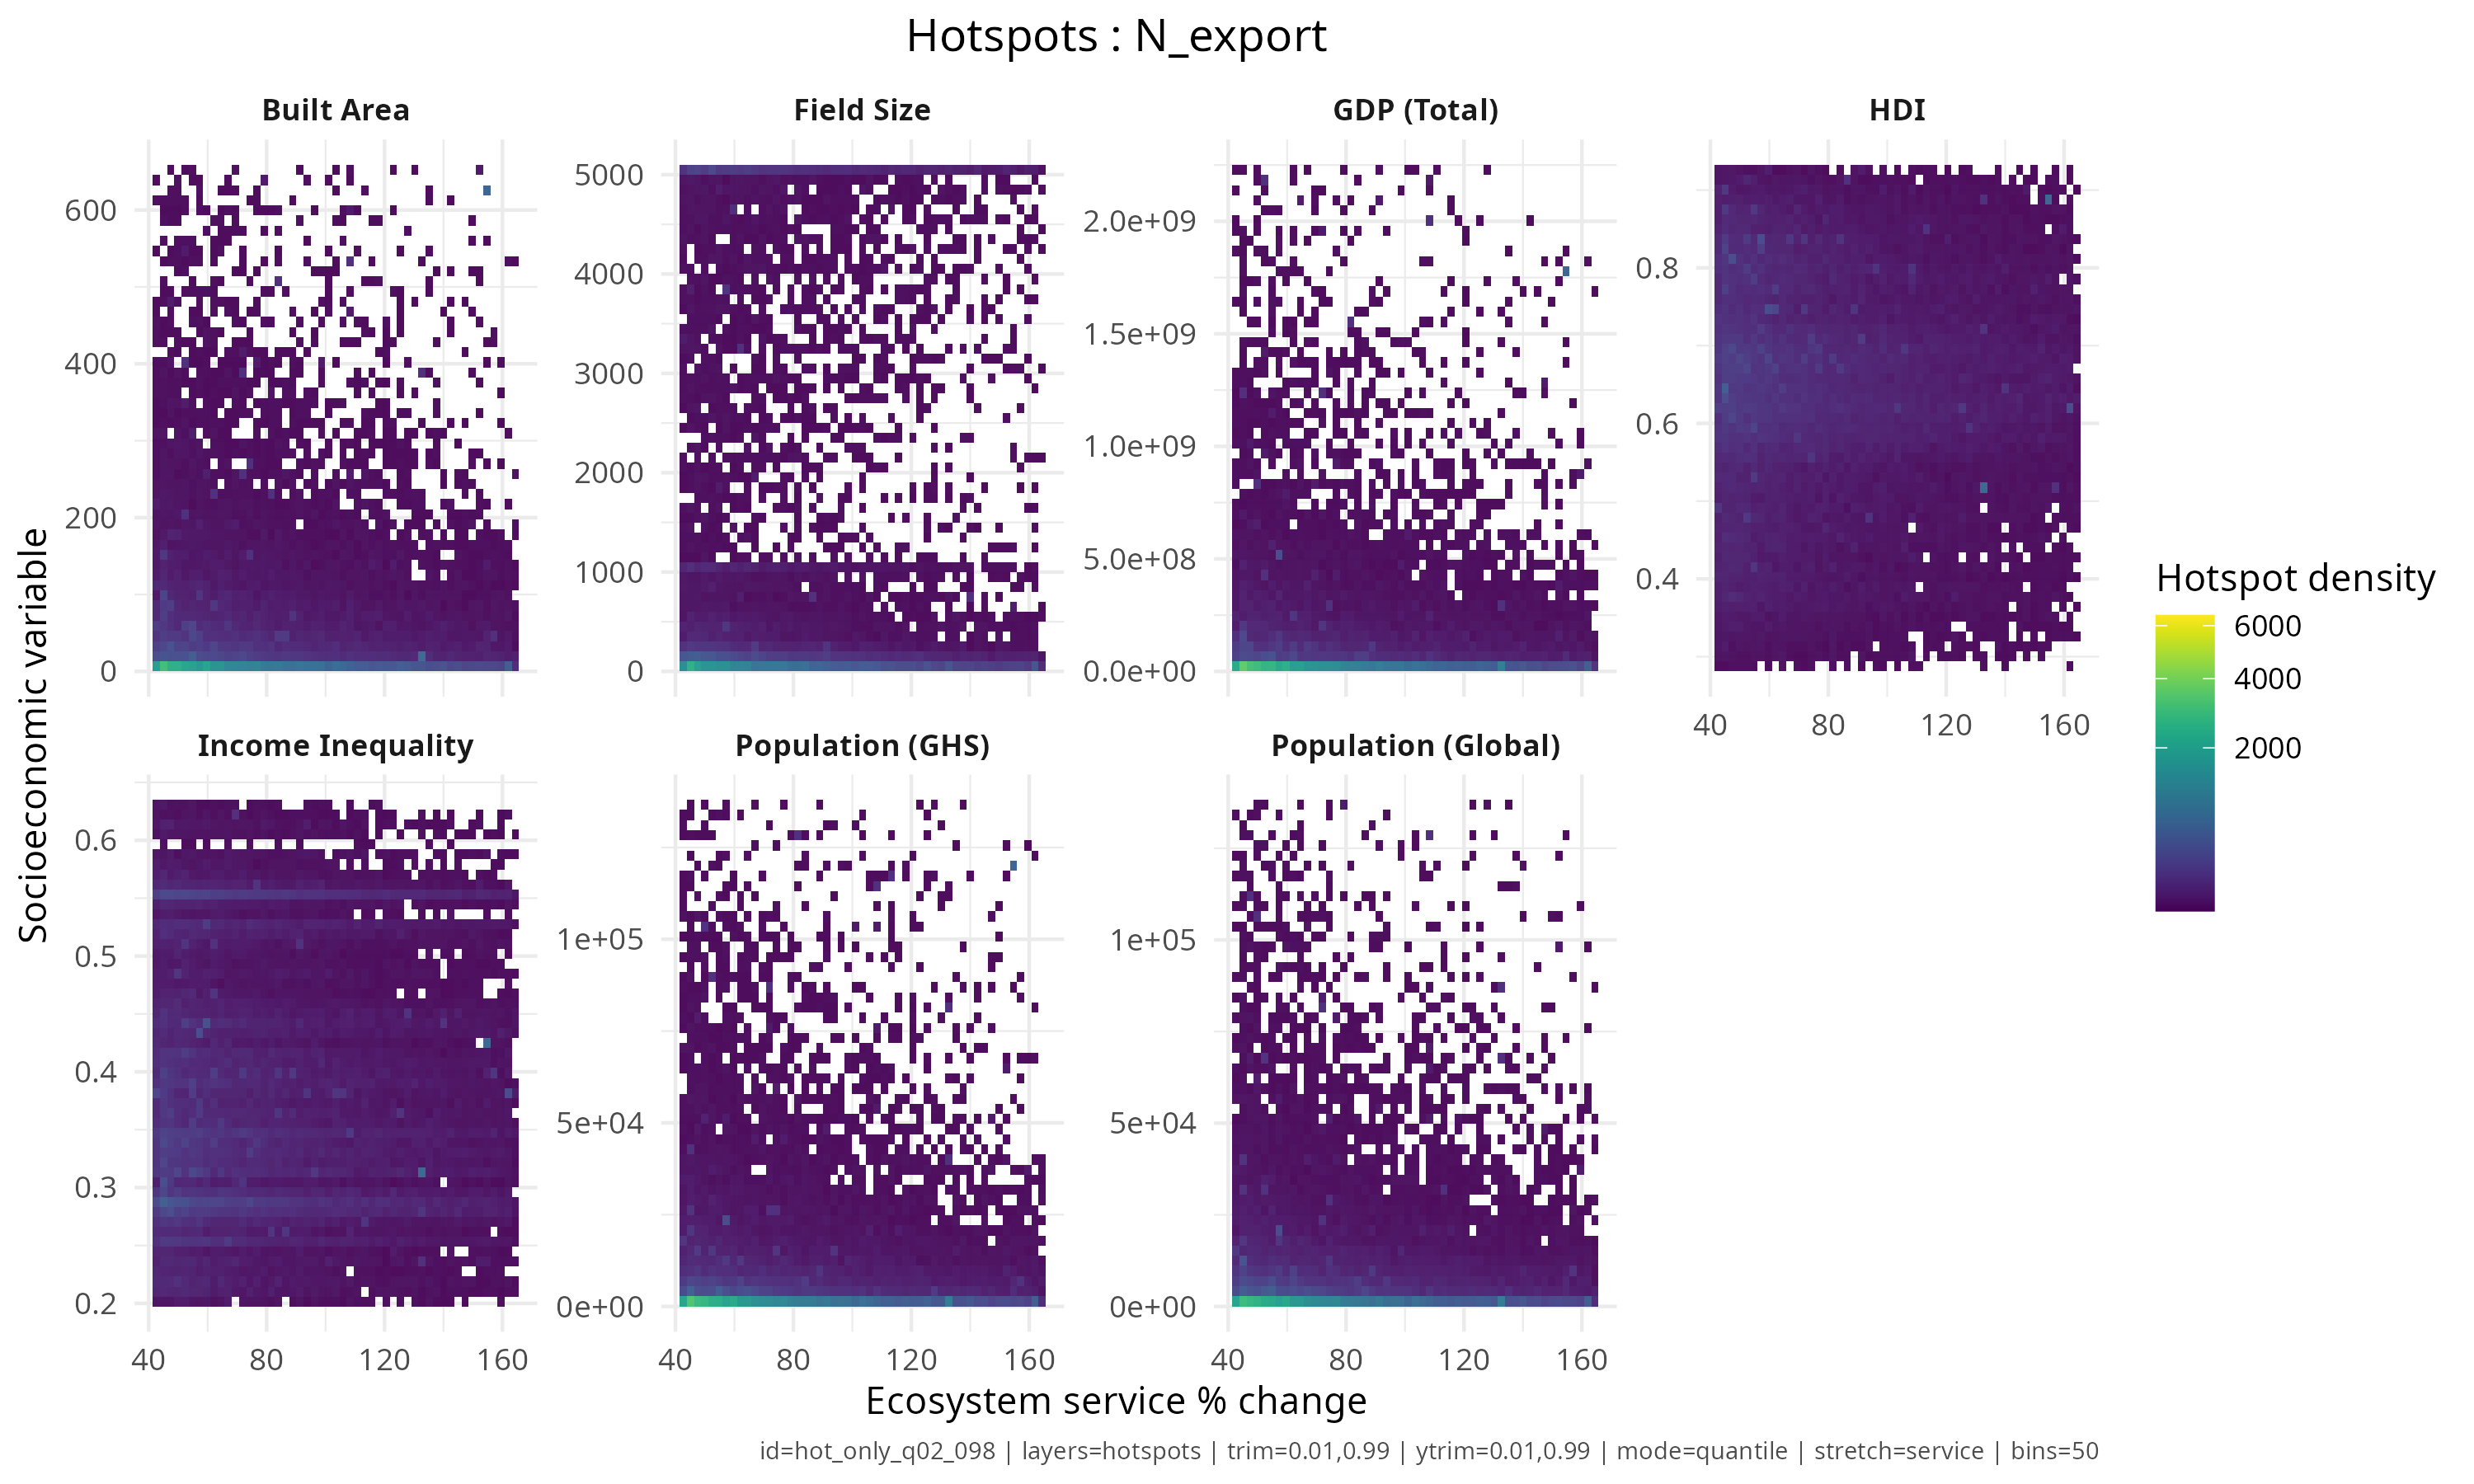 Hotspots : N_export
Built Area
Field Size
GDP (Total)
HDI
600
400
200
0
5000
4000
3000
2000
1000
0
2.0e+09
1.5e+09
1.0e+09
5.0e+08
0.0e+00
0.8
0.6
0.4
40 80 120 160
Income Inequality
Population (GHS)
Population (Global)
0.6
0.5
0.4
0.3
0.2
1e+05
5e+04
0e+00
1e+05
5e+04
0e+00
40 80 120 160
40 80 120 160
40 80 120 160
Socioeconomic variable
Ecosystem service % change
Hotspot density
6000
4000
2000
id=hot_only_q02_098 | layers=hotspots | trim=0.01,0.99 | ytrim=0.01,0.99 | mode=quantile | stretch=service | bins=50